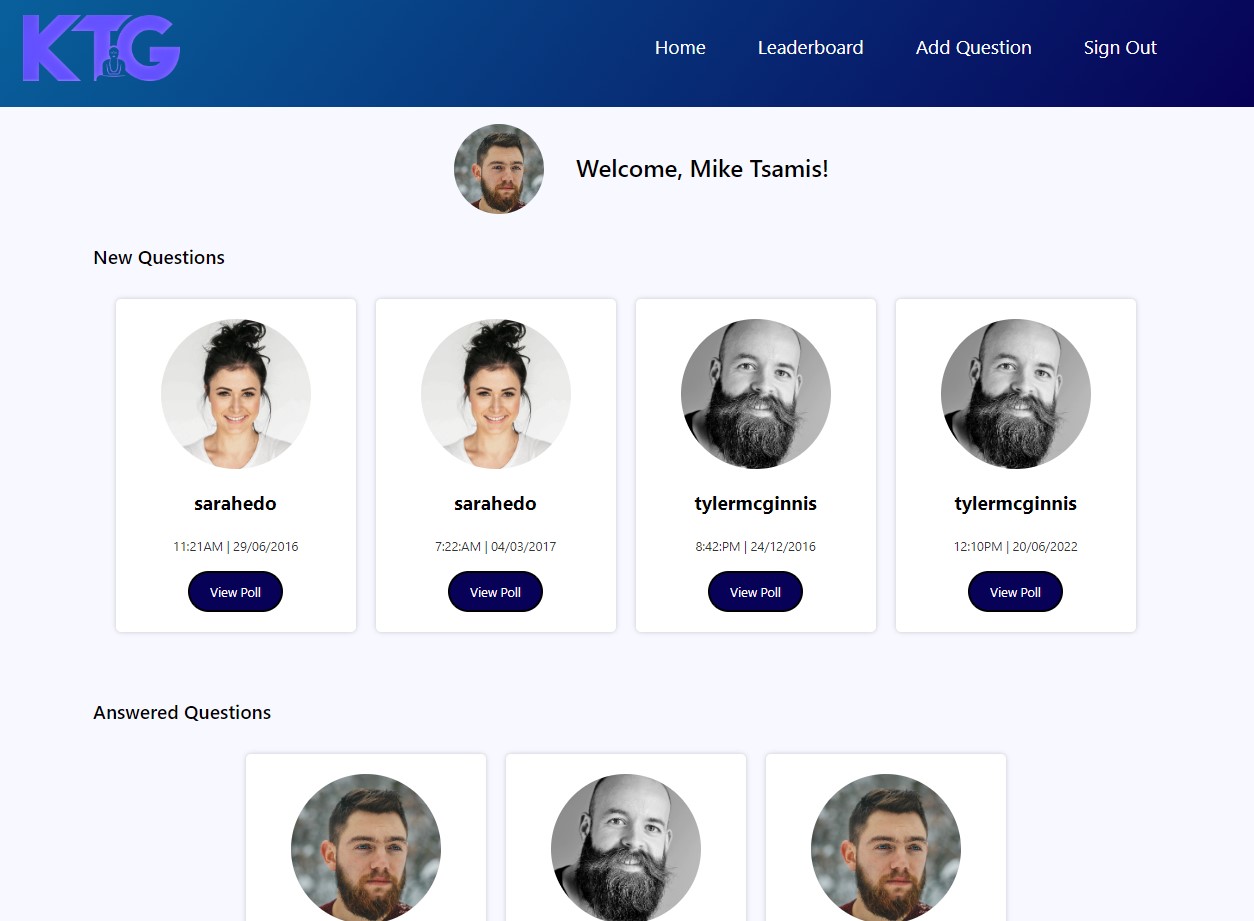 KTG
Home Leaderboard Add Question Sign Out
Welcome, Mike Tsamis!
New Questions
sarahedo sarahedo tylermcginnis tylermcginnis
11:21AM | 29/06/2016 7:22:AM | 04/03/2017 8:42:PM | 24/12/2016 12:10PM | 20/06/2022
View Poll View Poll View Poll View Poll
Answered Questions